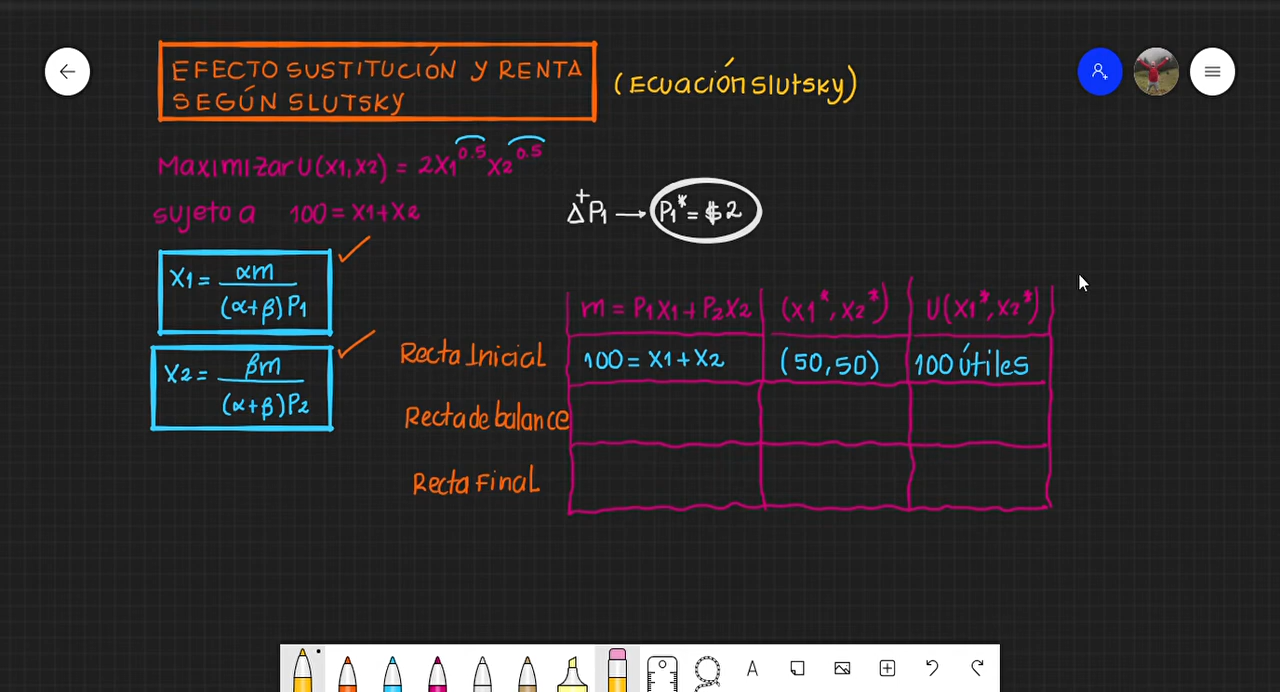 EFECTO SUSTITUCIÓN Y RENTA
SEGÚN SLUTSKY
(ECUACIÓN SLUTSKY)
Maximizar U(X1,X2) = 2X1^0.5 X2^0.5
sujeto a 100 = X1+X2
Δ+P1 → P1* = $2
X1 = αm / (α+β)P1
X2 = βm / (α+β)P2
m = P1X1 + P2X2 (X1*, X2*) U(X1*, X2*)
Recta Inicial 100 = X1 + X2 (50,50) 100 útiles
Recta de balance
Recta Final
A